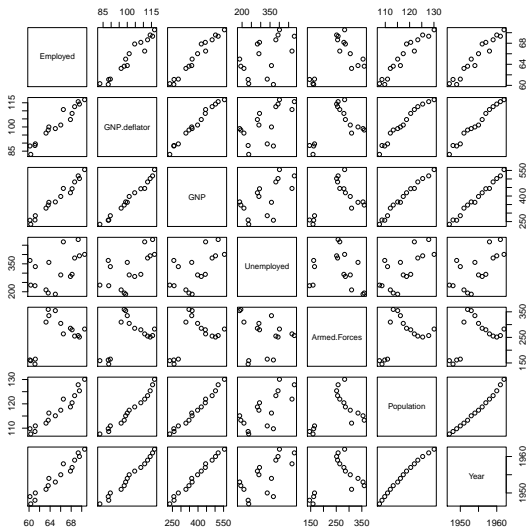 85 100 115
200 350
110 120 130
Employed
60 64 68
85 100 115
GNP.deflator
GNP
250 400 550
200 350
Unemployed
Armed.Forces
150 250 350
110 120 130
Population
Year
1950 1960
60 64 68
250 400 550
150 250 350
1950 1960